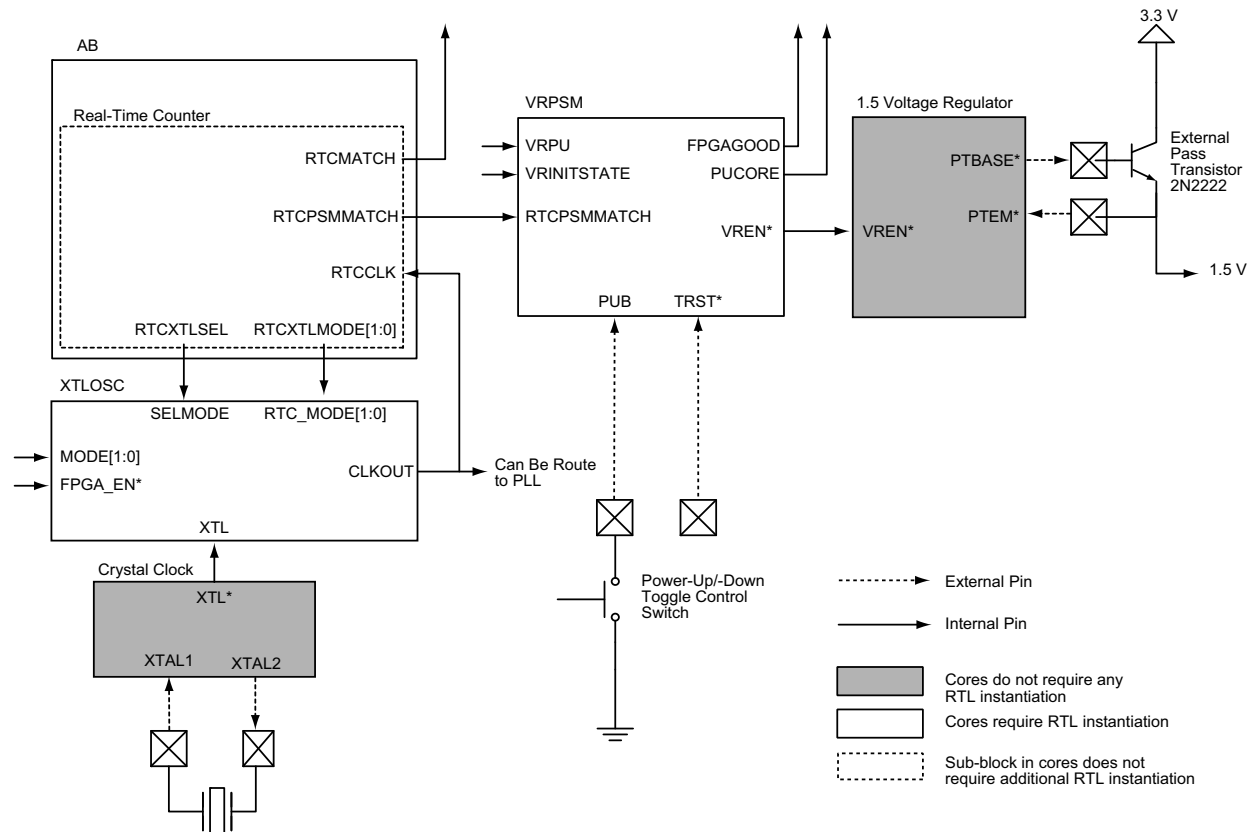 AB
Real-Time Counter
RTCMATCH
RTCPSMMATCH
RTCCLK
RTCXTLSEL
RTCXTLMODE[1:0]
XTLOSC
SELMODE
RTC_MODE[1:0]
MODE[1:0]
FPGA_EN*
CLKOUT
XTL
Can Be Route
to PLL
Crystal Clock
XTL*
XTAL1
XTAL2
VRPSM
VRPU
VRINITSTATE
RTCPSMMATCH
FPGAGOOD
PUCORE
VREN*
PUB
TRST*
Power-Up/-Down
Toggle Control
Switch
1.5 Voltage Regulator
PTBASE*
PTEM*
VREN*
3.3 V
External
Pass
Transistor
2N2222
1.5 V
External Pin
Internal Pin
Cores do not require any
RTL instantiation
Cores require RTL instantiation
Sub-block in cores does not
require additional RTL instantiation